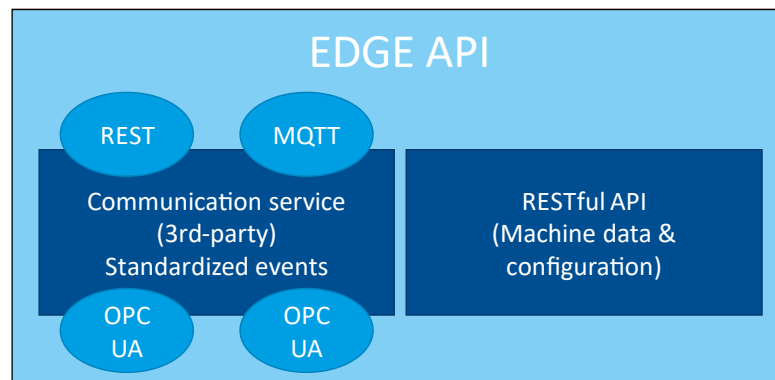 EDGE API
REST
MQTT
Communication service
(3rd-party)
Standardized events
RESTful API
(Machine data &
configuration)
OPC
UA
OPC
UA